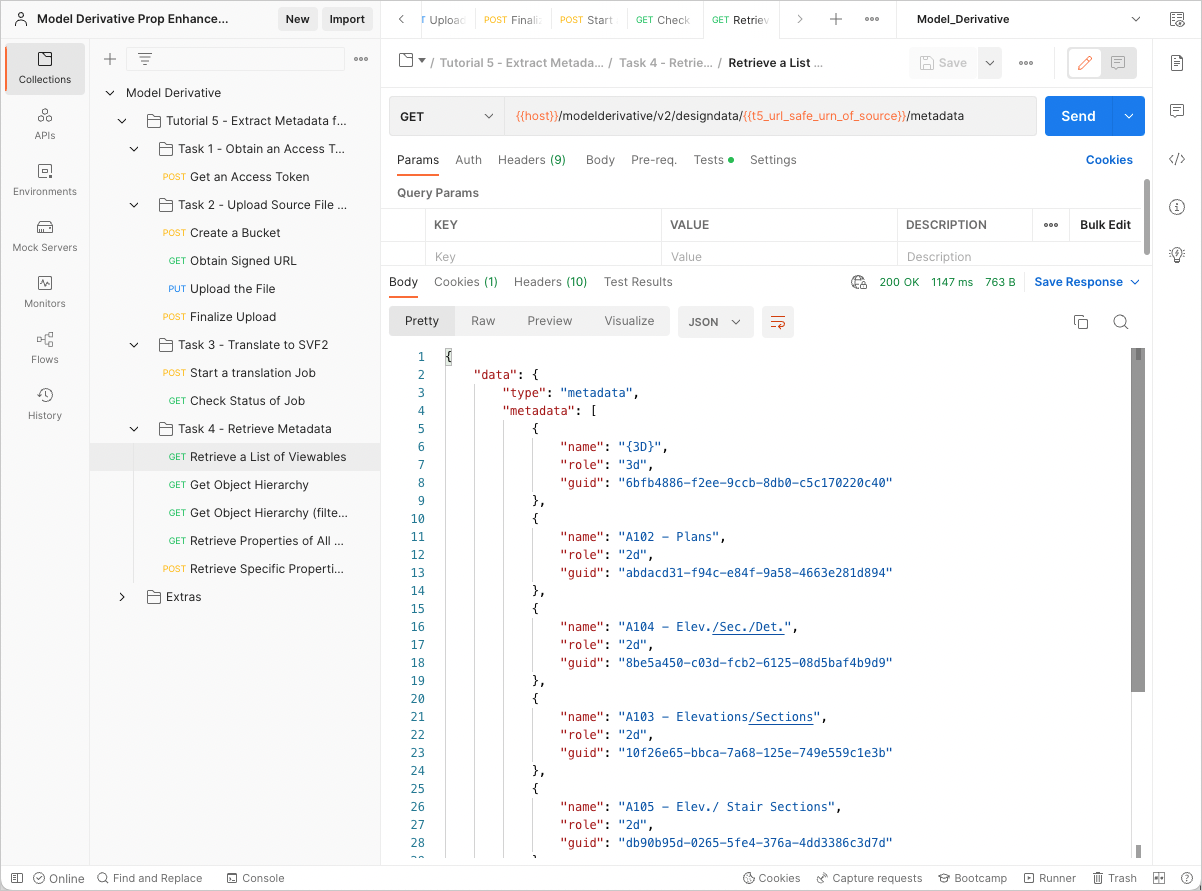 Model Derivative Prop Enhance...
New
Import
Uploa
POST Finali
POST Start
GET Check
GET Retriev
Model_Derivative
Collections
APIs
Environments
Mock Servers
Monitors
Flows
History
Model Derivative
Tutorial 5 - Extract Metadata f...
Task 1 - Obtain an Access T...
POST Get an Access Token
Task 2 - Upload Source File ...
POST Create a Bucket
GET Obtain Signed URL
PUT Upload the File
POST Finalize Upload
Task 3 - Translate to SVF2
POST Start a translation Job
GET Check Status of Job
Task 4 - Retrieve Metadata
GET Retrieve a List of Viewables
GET Get Object Hierarchy
GET Get Object Hierarchy (filte...
GET Retrieve Properties of All ...
POST Retrieve Specific Properti...
Extras
/ Tutorial 5 - Extract Metada... / Task 4 - Retrie... / Retrieve a List ...
Save
GET
{{host}}/modelderivative/v2/designdata/{{t5_url_safe_urn_of_source}}/metadata
Send
Params Auth Headers (9) Body Pre-req. Tests Settings
Cookies
Query Params
KEY VALUE DESCRIPTION Bulk Edit
Key Value Description
Body Cookies (1) Headers (10) Test Results
200 OK 1147 ms 763 B Save Response
Pretty Raw Preview Visualize JSON
1 {
2 "data": {
3 "type": "metadata",
4 "metadata": [
5 {
6 "name": "{3D}",
7 "role": "3d",
8 "guid": "6bfb4886-f2ee-9ccb-8db0-c5c170220c40"
9 },
10 {
11 "name": "A102 - Plans",
12 "role": "2d",
13 "guid": "abdacd31-f94c-e84f-9a58-4663e281d894"
14 },
15 {
16 "name": "A104 - Elev./Sec./Det.",
17 "role": "2d",
18 "guid": "8be5a450-c03d-fcb2-6125-08d5baf4b9d9"
19 },
20 {
21 "name": "A103 - Elevations/Sections",
22 "role": "2d",
23 "guid": "10f26e65-bbca-7a68-125e-749e559c1e3b"
24 },
25 {
26 "name": "A105 - Elev./ Stair Sections",
27 "role": "2d",
28 "guid": "db90b95d-0265-5fe4-376a-4dd3386c3d7d"
Online
Find and Replace
Console
Cookies
Capture requests
Bootcamp
Runner
Trash